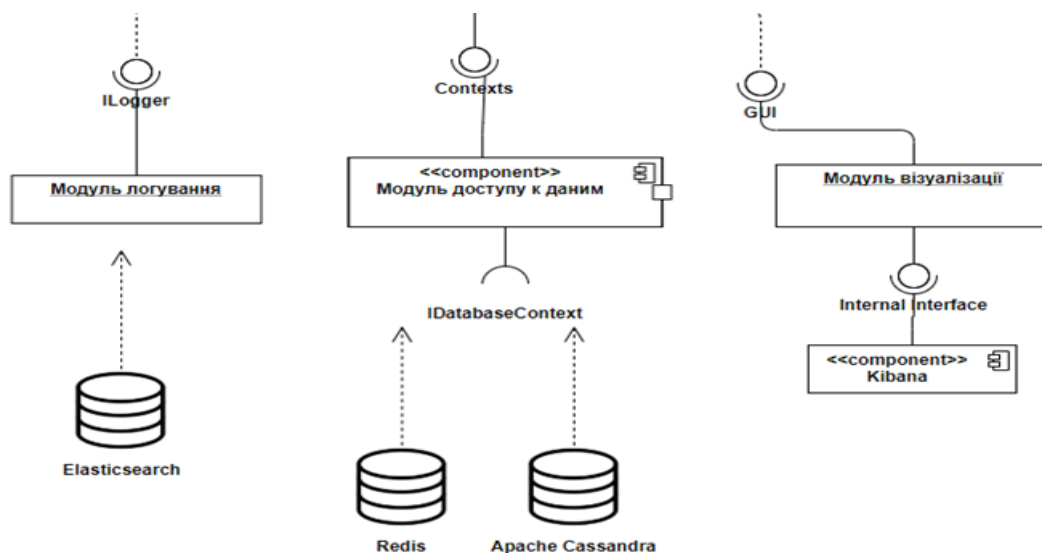 ILogger
Contexts
GUI
Модуль логування
<<component>>
Модуль доступу к даним
Модуль візуалізації
IDatabaseContext
Internal Interface
<<component>>
Kibana
Elasticsearch
Redis
Apache Cassandra